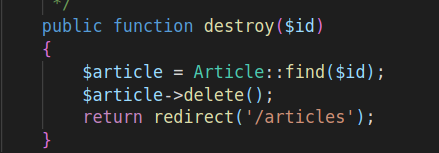 */
public function destroy($id)
{
    $article = Article::find($id);
    $article->delete();
    return redirect('/articles');
}